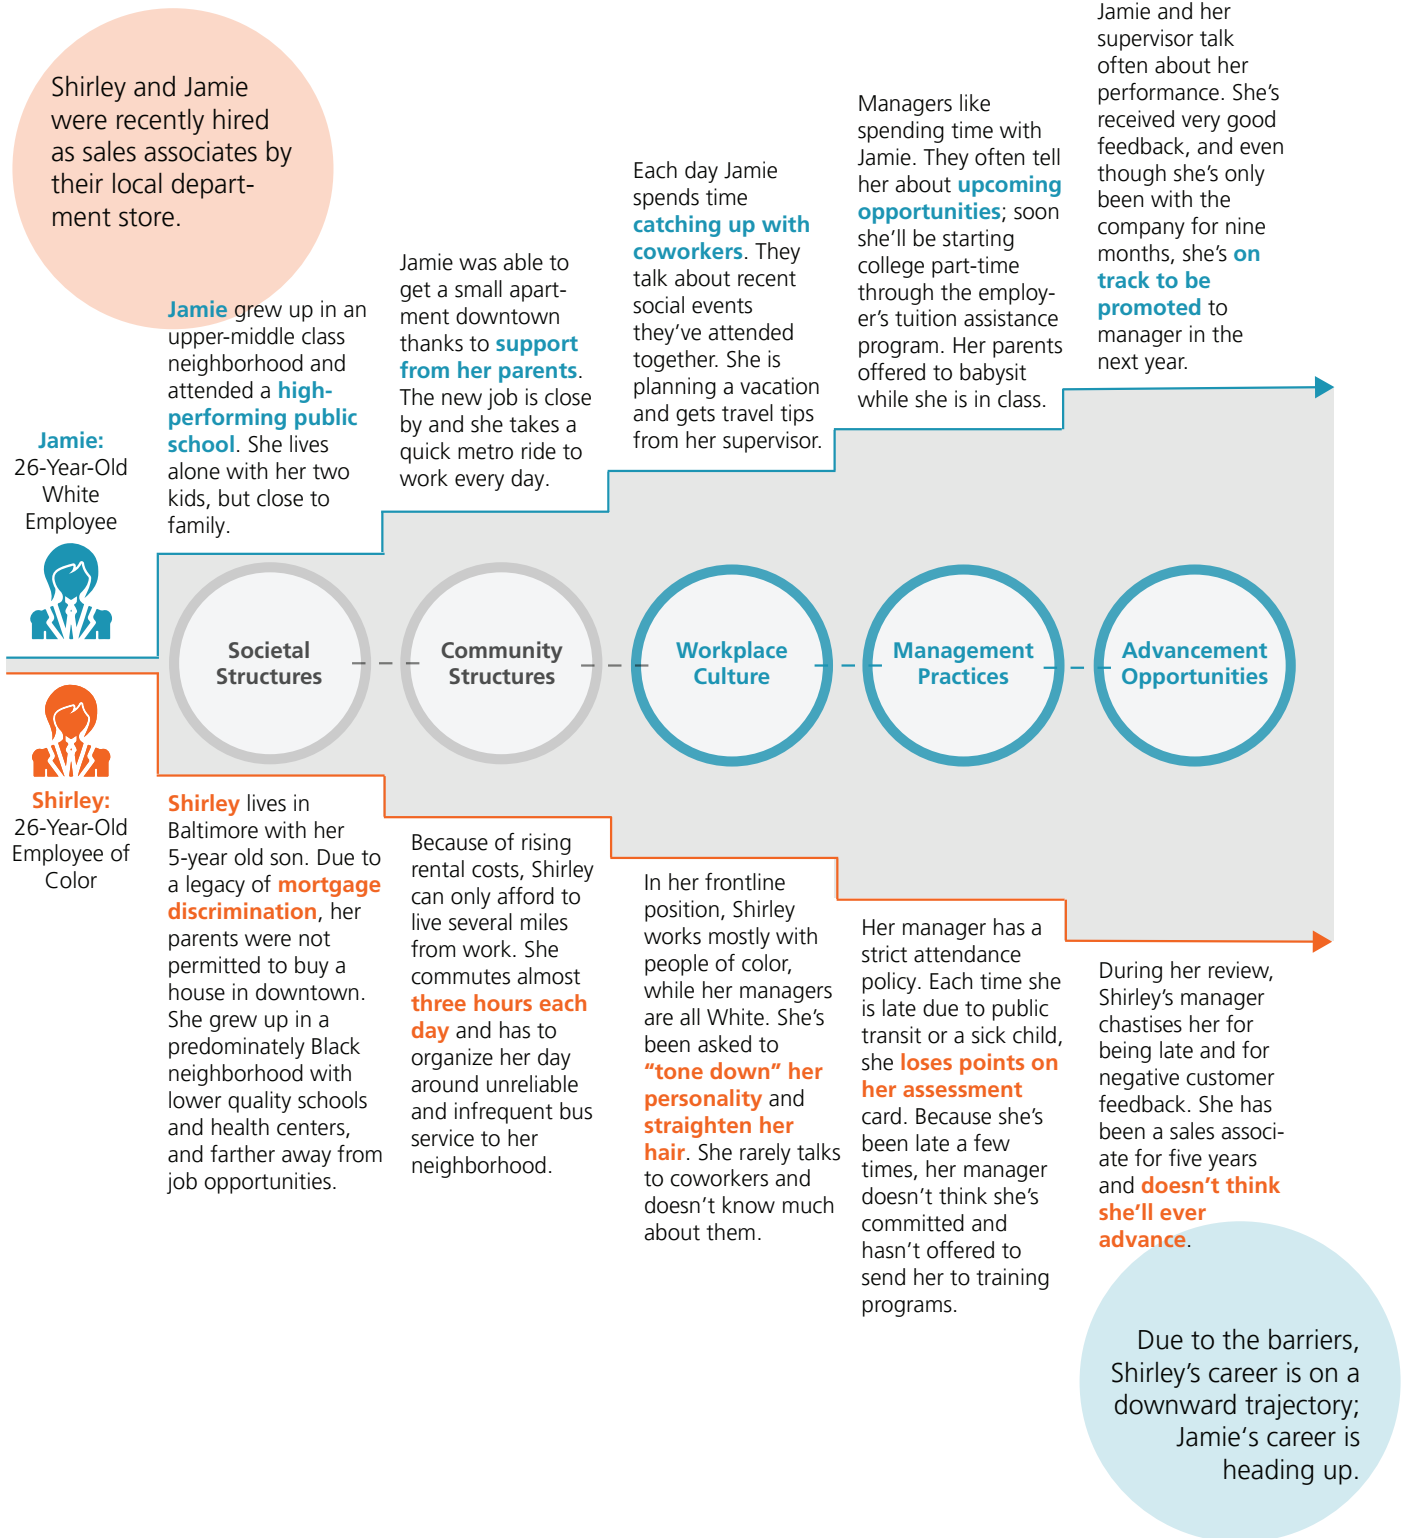 Shirley and Jamie
were recently hired
as sales associates by
their local depart-
ment store.
Jamie:
26-Year-Old
White
Employee
Jamie grew up in an
upper-middle class
neighborhood and
attended a high-
performing public
school. She lives
alone with her two
kids, but close to
family.
Jamie was able to
get a small apart-
ment downtown
thanks to support
from her parents.
The new job is close
by and she takes a
quick metro ride to
work every day.
Each day Jamie
spends time
catching up with
coworkers. They
talk about recent
social events
they’ve attended
together. She is
planning a vacation
and gets travel tips
from her supervisor.
Managers like
spending time with
Jamie. They often tell
her about upcoming
opportunities; soon
she’ll be starting
college part-time
through the employ-
er’s tuition assistance
program. Her parents
offered to babysit
while she is in class.
Jamie and her
supervisor talk
often about her
performance. She’s
received very good
feedback, and even
though she’s only
been with the
company for nine
months, she’s on
track to be
promoted to
manager in the
next year.
Societal
Structures
Community
Structures
Workplace
Culture
Management
Practices
Advancement
Opportunities
Shirley:
26-Year-Old
Employee of
Color
Shirley lives in
Baltimore with her
5-year old son. Due to
a legacy of mortgage
discrimination, her
parents were not
permitted to buy a
house in downtown.
She grew up in a
predominately Black
neighborhood with
lower quality schools
and health centers,
and farther away from
job opportunities.
Because of rising
rental costs, Shirley
can only afford to
live several miles
from work. She
commutes almost
three hours each
day and has to
organize her day
around unreliable
and infrequent bus
service to her
neighborhood.
In her frontline
position, Shirley
works mostly with
people of color,
while her managers
are all White. She’s
been asked to
“tone down” her
personality and
straighten her
hair. She rarely talks
to coworkers and
doesn’t know much
about them.
Her manager has a
strict attendance
policy. Each time she
is late due to public
transit or a sick child,
she loses points on
her assessment
card. Because she’s
been late a few
times, her manager
doesn’t think she’s
committed and
hasn’t offered to
send her to training
programs.
During her review,
Shirley’s manager
chastises her for
being late and for
negative customer
feedback. She has
been a sales associ-
ate for five years
and doesn’t think
she’ll ever
advance.
Due to the barriers,
Shirley’s career is on a
downward trajectory;
Jamie‘s career is
heading up.